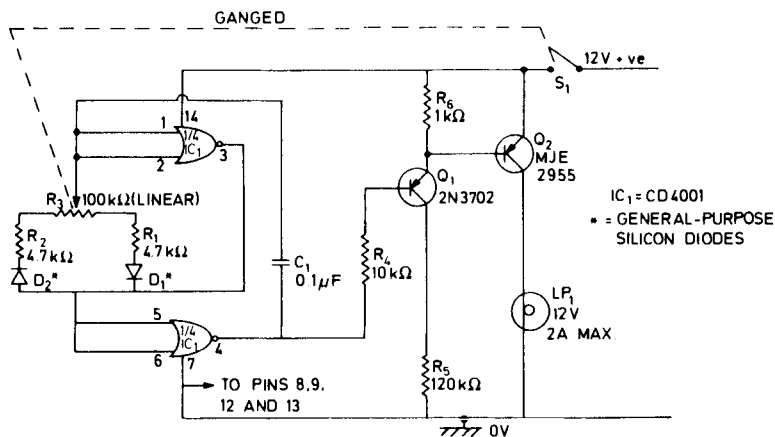 GANGED
12V +ve
S1
R6
1kΩ
1
14
1/4
IC1
2
3
Q2
MJE
2955
Q1
2N3702
R3
100kΩ(LINEAR)
R2
4.7kΩ
R1
4.7kΩ
D2*
D1*
C1
0.1μF
R4
10kΩ
IC1 = CD4001
* = GENERAL-PURPOSE
SILICON DIODES
LP1
12V
2A MAX.
5
1/4
IC1
6
4
7
R5
120kΩ
TO PINS 8,9,
12 AND 13
0V